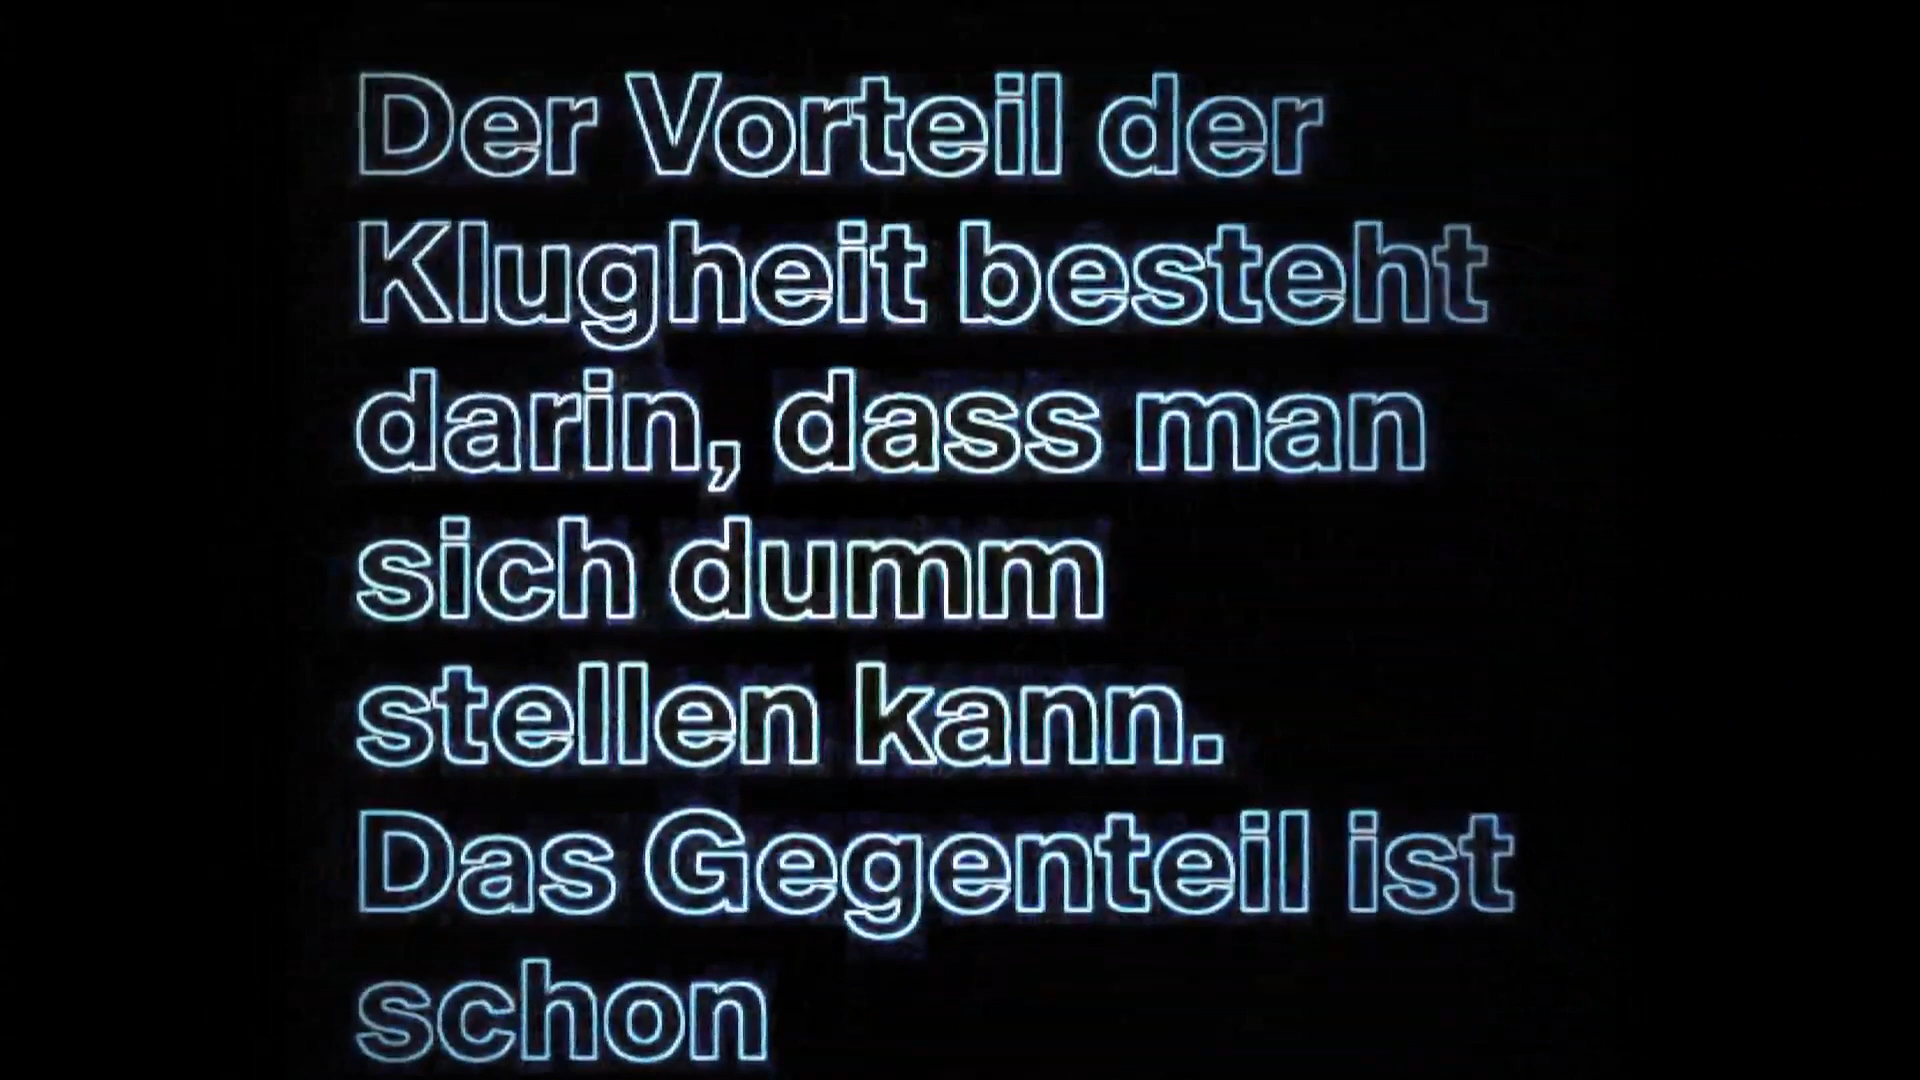 Der Vorteil der
Klugheit besteht
darin, dass man
sich dumm
stellen kann.
Das Gegenteil ist
schon